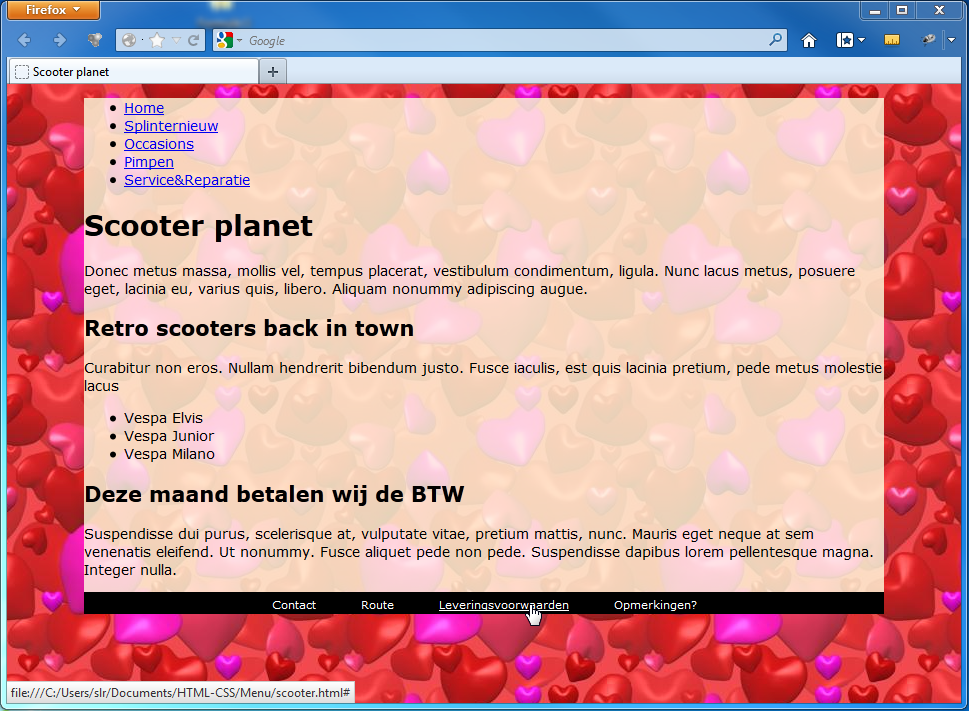 Firefox
Google
Scooter planet
Home
Splinternieuw
Occasions
Pimpen
Service&Reparatie
Scooter planet
Donec metus massa, mollis vel, tempus placerat, vestibulum condimentum, ligula. Nunc lacus metus, posuere
eget, lacinia eu, varius quis, libero. Aliquam nonummy adipiscing augue.
Retro scooters back in town
Curabitur non eros. Nullam hendrerit bibendum justo. Fusce iaculis, est quis lacinia pretium, pede metus molestie
lacus
Vespa Elvis
Vespa Junior
Vespa Milano
Deze maand betalen wij de BTW
Suspendisse dui purus, scelerisque at, vulputate vitae, pretium mattis, nunc. Mauris eget neque at sem
venenatis eleifend. Ut nonummy. Fusce aliquet pede non pede. Suspendisse dapibus lorem pellentesque magna.
Integer nulla.
Contact Route Leveringsvoorwaarden Opmerkingen?
file:///C:/Users/slr/Documents/HTML-CSS/Menu/scooter.html#